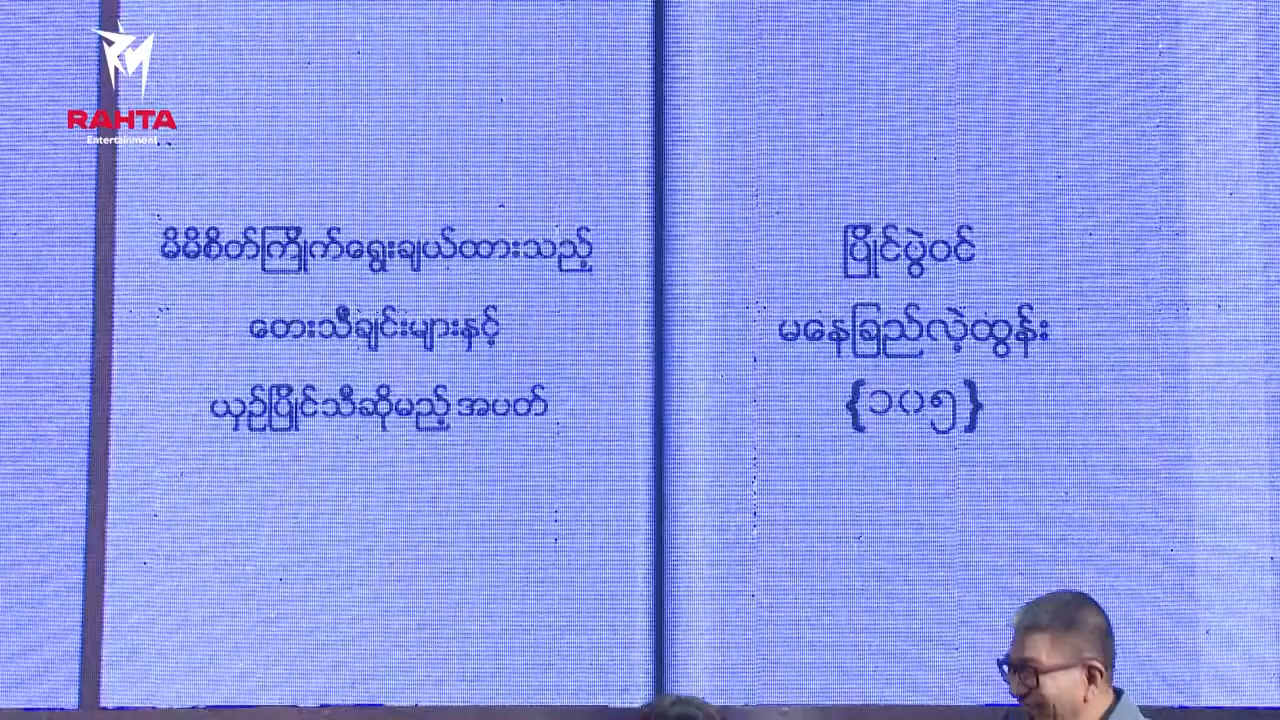 RAHTA
Entertainment
မိမိစိတ်ကြိုက်ရွေးချယ်ထားသည့်
တေးသီချင်းများနှင့်
ယှဉ်ပြိုင်သီဆိုမည့် အပတ်
ပြိုင်ပွဲဝင်
မနေခြည်လဲ့ထွန်း
{၁၀၅}